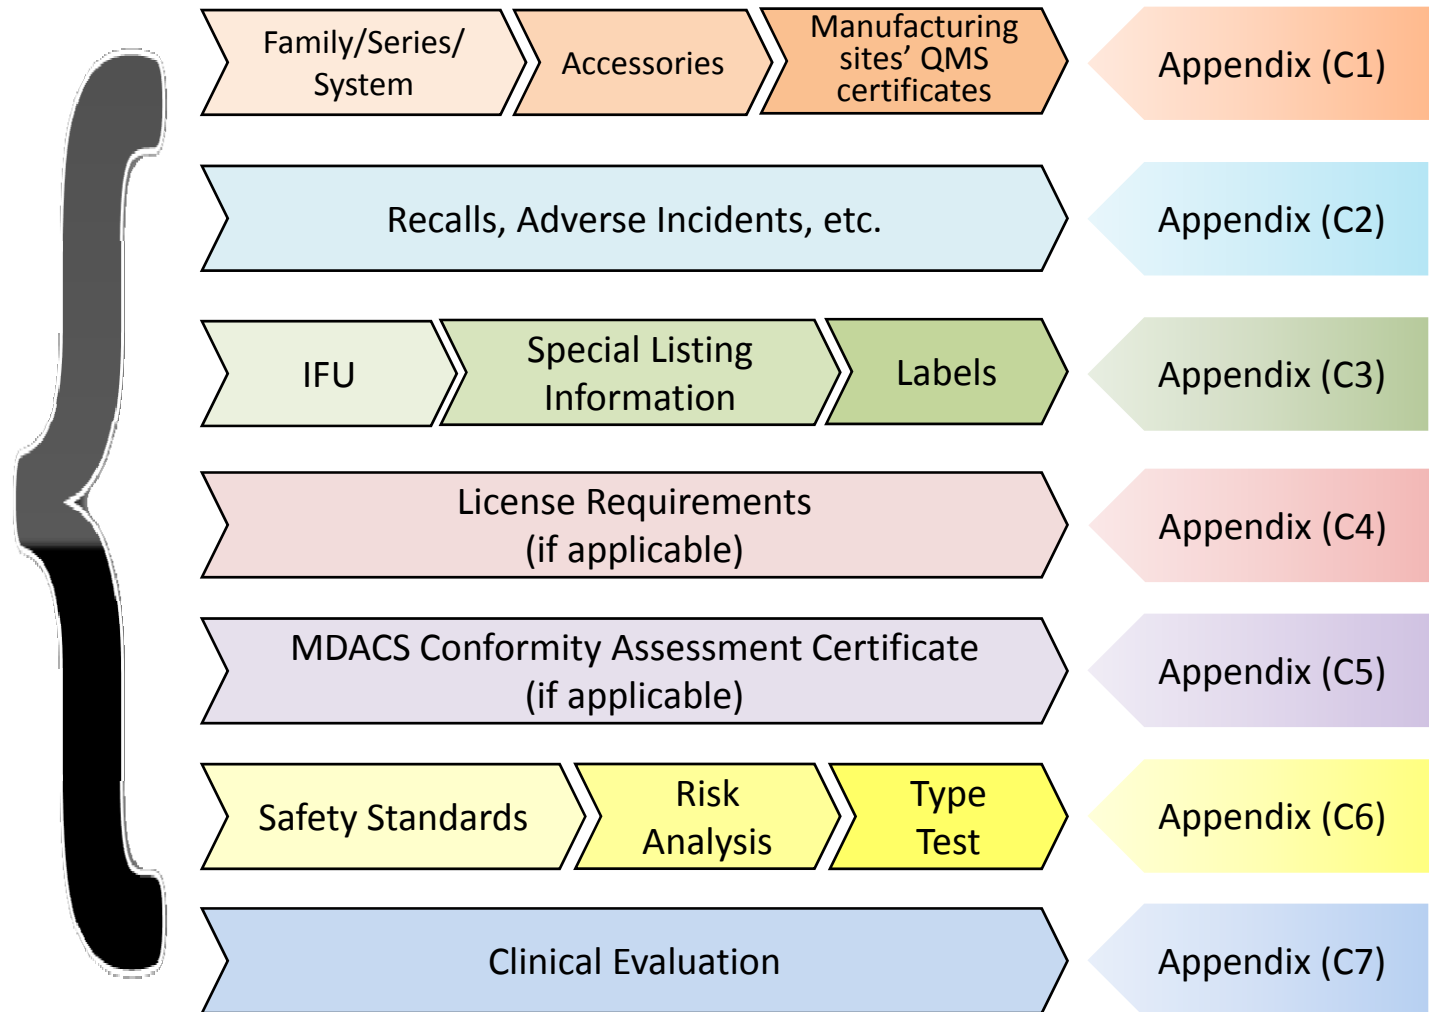 Family/Series/
System
Accessories
Manufacturing
sites’ QMS
certificates
Appendix (C1)
Recalls, Adverse Incidents, etc.
Appendix (C2)
IFU
Special Listing
Information
Labels
Appendix (C3)
License Requirements
(if applicable)
Appendix (C4)
MDACS Conformity Assessment Certificate
(if applicable)
Appendix (C5)
Safety Standards
Risk
Analysis
Type
Test
Appendix (C6)
Clinical Evaluation
Appendix (C7)